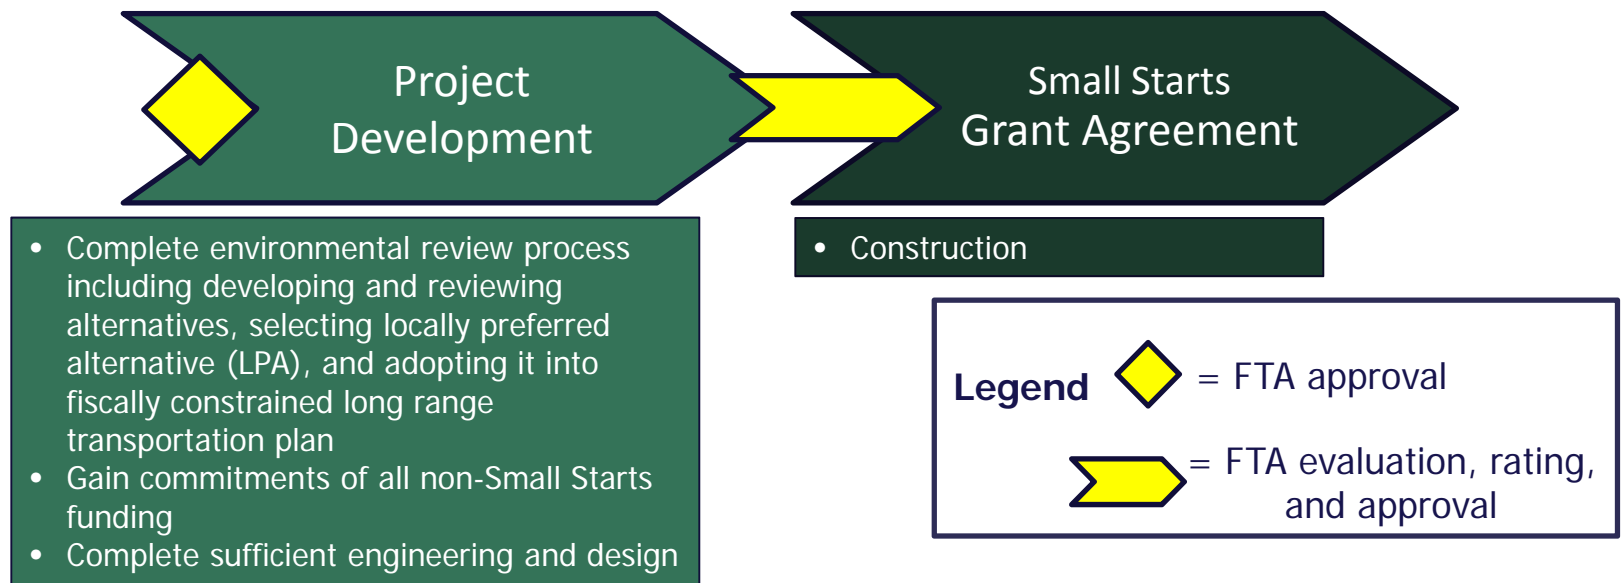 Project
Development
Small Starts
Grant Agreement
• Complete environmental review process
including developing and reviewing
alternatives, selecting locally preferred
alternative (LPA), and adopting it into
fiscally constrained long range
transportation plan
• Gain commitments of all non-Small Starts
funding
• Complete sufficient engineering and design
• Construction
Legend
= FTA approval
= FTA evaluation, rating,
and approval